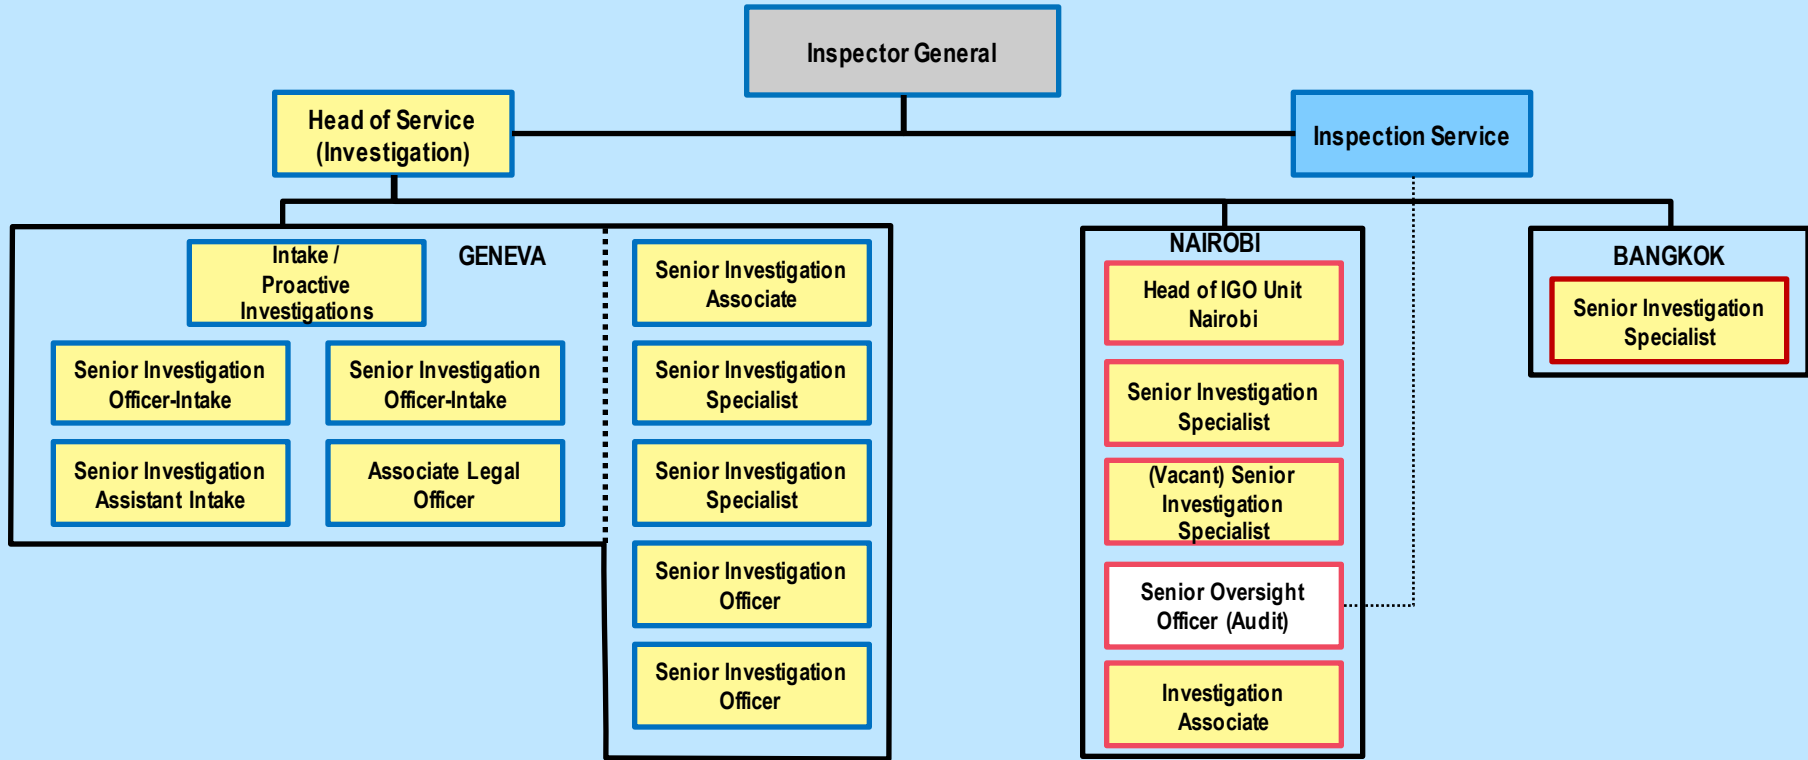 Inspector General
Head of Service
(Investigation)
Inspection Service
GENEVA
Intake /
Proactive
Investigations
Senior Investigation
Officer-Intake
Senior Investigation
Officer-Intake
Senior Investigation
Assistant Intake
Associate Legal
Officer
Senior Investigation
Associate
Senior Investigation
Specialist
Senior Investigation
Specialist
Senior Investigation
Officer
Senior Investigation
Officer
NAIROBI
Head of IGO Unit
Nairobi
Senior Investigation
Specialist
(Vacant) Senior
Investigation
Specialist
Senior Oversight
Officer (Audit)
Investigation
Associate
BANGKOK
Senior Investigation
Specialist